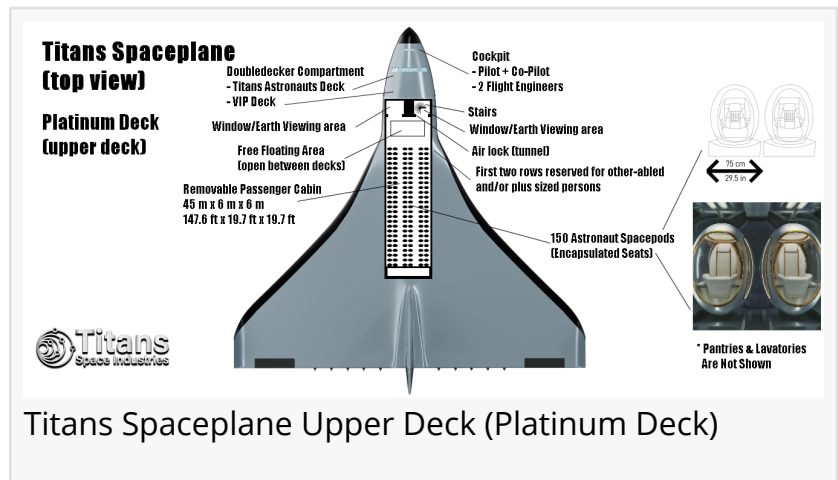 Titans Spaceplane
(top view)
Platinum Deck
(upper deck)
Doubledecker Compartment
- Titans Astronauts Deck
- VIP Deck
Window/Earth Viewing area
Free Floating Area
(open between decks)
Removable Passenger Cabin
45 m x 6 m x 6 m
147.6 ft x 19.7 ft x 19.7 ft
Cockpit
- Pilot + Co-Pilot
- 2 Flight Engineers
Stairs
Window/Earth Viewing area
Air lock (tunnel)
First two rows reserved for other-abled
and/or plus sized persons
150 Astronaut Spacepods
(Encapsulated Seats)
75 cm
29.5 in
* Pantries & Lavatories
Are Not Shown
Titans
Space Industries
Titans Spaceplane Upper Deck (Platinum Deck)